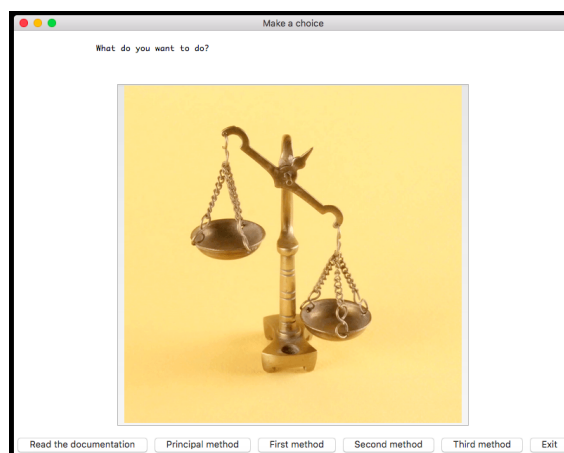 Make a choice
What do you want to do?
Read the documentation Principal method First method Second method Third method Exit